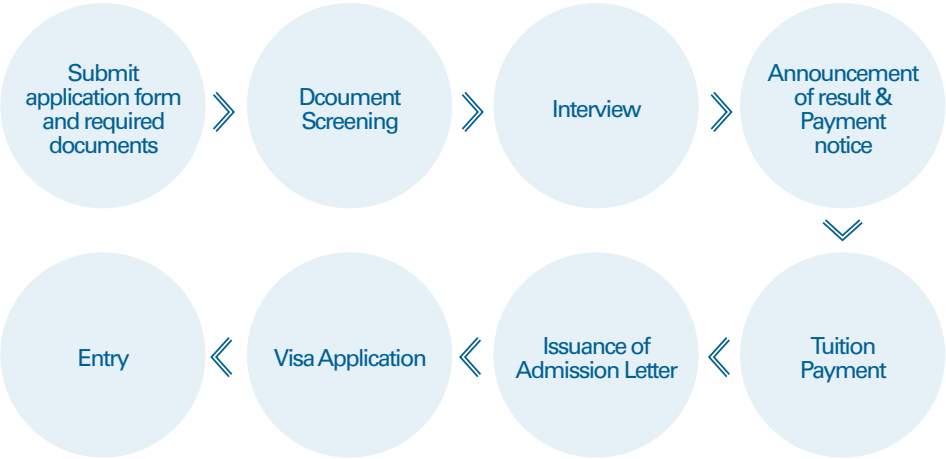 Submit
application form
and required
documents
Dcoument
Screening
Interview
Announcement
of result &
Payment
notice
Tuition
Payment
Issuance of
Admission Letter
Visa Application
Entry